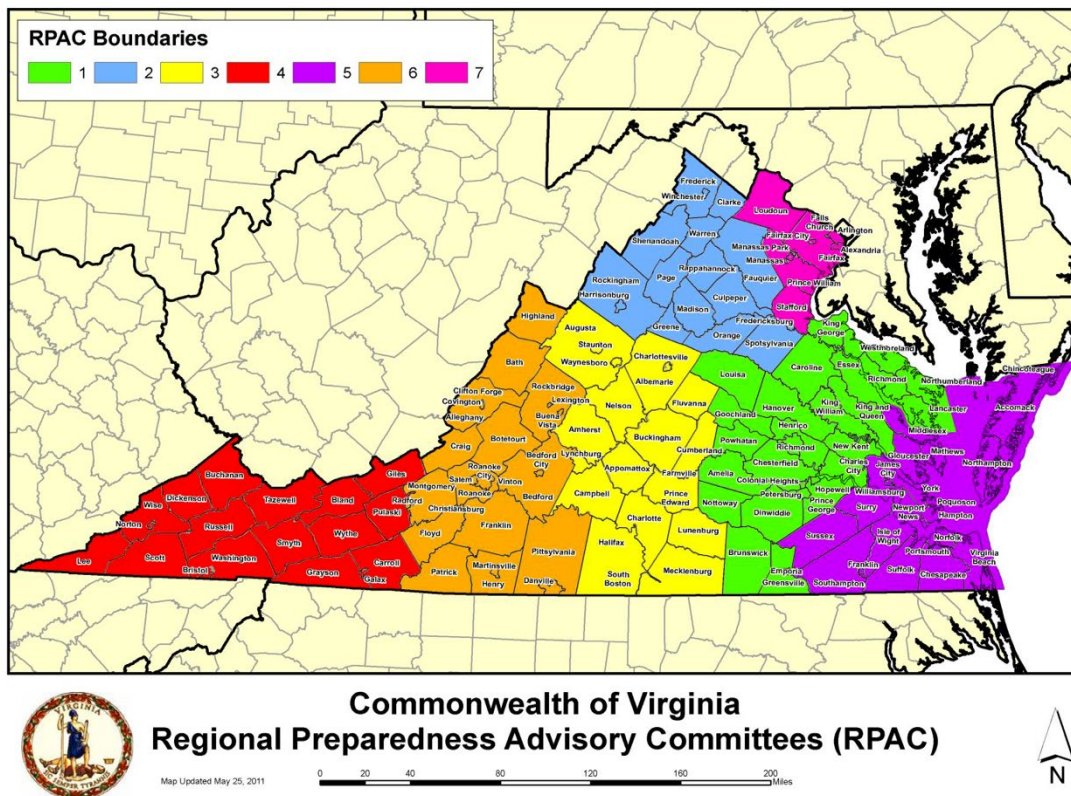 RPAC Boundaries
1 2 3 4 5 6 7
Frederick
Winchester
Clarke
Loudoun
Falls
Church
Arlington
Fairfax City
Alexandria
Fairfax
Manassas Park
Manassas
Prince William
Stafford
Shenandoah
Warren
Rappahannock
Fauquier
Page
Rockingham
Harrisonburg
Culpeper
Madison
Greene
Orange
Fredericksburg
Spotsylvania
King
George
Westmoreland
Highland
Augusta
Staunton
Waynesboro
Charlottesville
Albemarle
Louisa
Caroline
Essex
Richmond
Northumberland
Chincoteague
Accomack
Bath
Rockbridge
Lexington
Clifton Forge
Covington
Alleghany
Buena
Vista
Nelson
Fluvanna
Goochland
Hanover
King
William
King and
Queen
Lancaster
Middlesex
Amherst
Buckingham
Cumberland
Powhatan
Henrico
Richmond
New Kent
Gloucester
Mathews
Northampton
Craig
Botetourt
Bedford
City
Lynchburg
Appomattox
Farmville
Amelia
Chesterfield
Colonial Heights
Charles
City
James
City
Roanoke
City
Salem
Vinton
Roanoke
Bedford
Campbell
Prince
Edward
Nottoway
Petersburg
Hopewell
Prince
George
Dinwiddie
Williamsburg
York
Poquoson
Hampton
Newport
News
Surry
Buchanan
Giles
Dickenson
Tazewell
Bland
Radford
Montgomery
Christiansburg
Wise
Pulaski
Norton
Russell
Wythe
Floyd
Franklin
Pittsylvania
Charlotte
Lunenburg
Halifax
Sussex
Isle of
Wight
Norfolk
Portsmouth
Virginia
Beach
Lee
Scott
Washington
Smyth
Bristol
Grayson
Carroll
Galax
Patrick
Martinsville
Henry
Danville
South
Boston
Mecklenburg
Brunswick
Emporia
Greensville
Southampton
Franklin
Suffolk
Chesapeake
VIRGINIA
SIC SEMPER TYRANNIS
Commonwealth of Virginia
Regional Preparedness Advisory Committees (RPAC)
Map Updated May 25, 2011
0 40 80 120 160 200
Miles
N